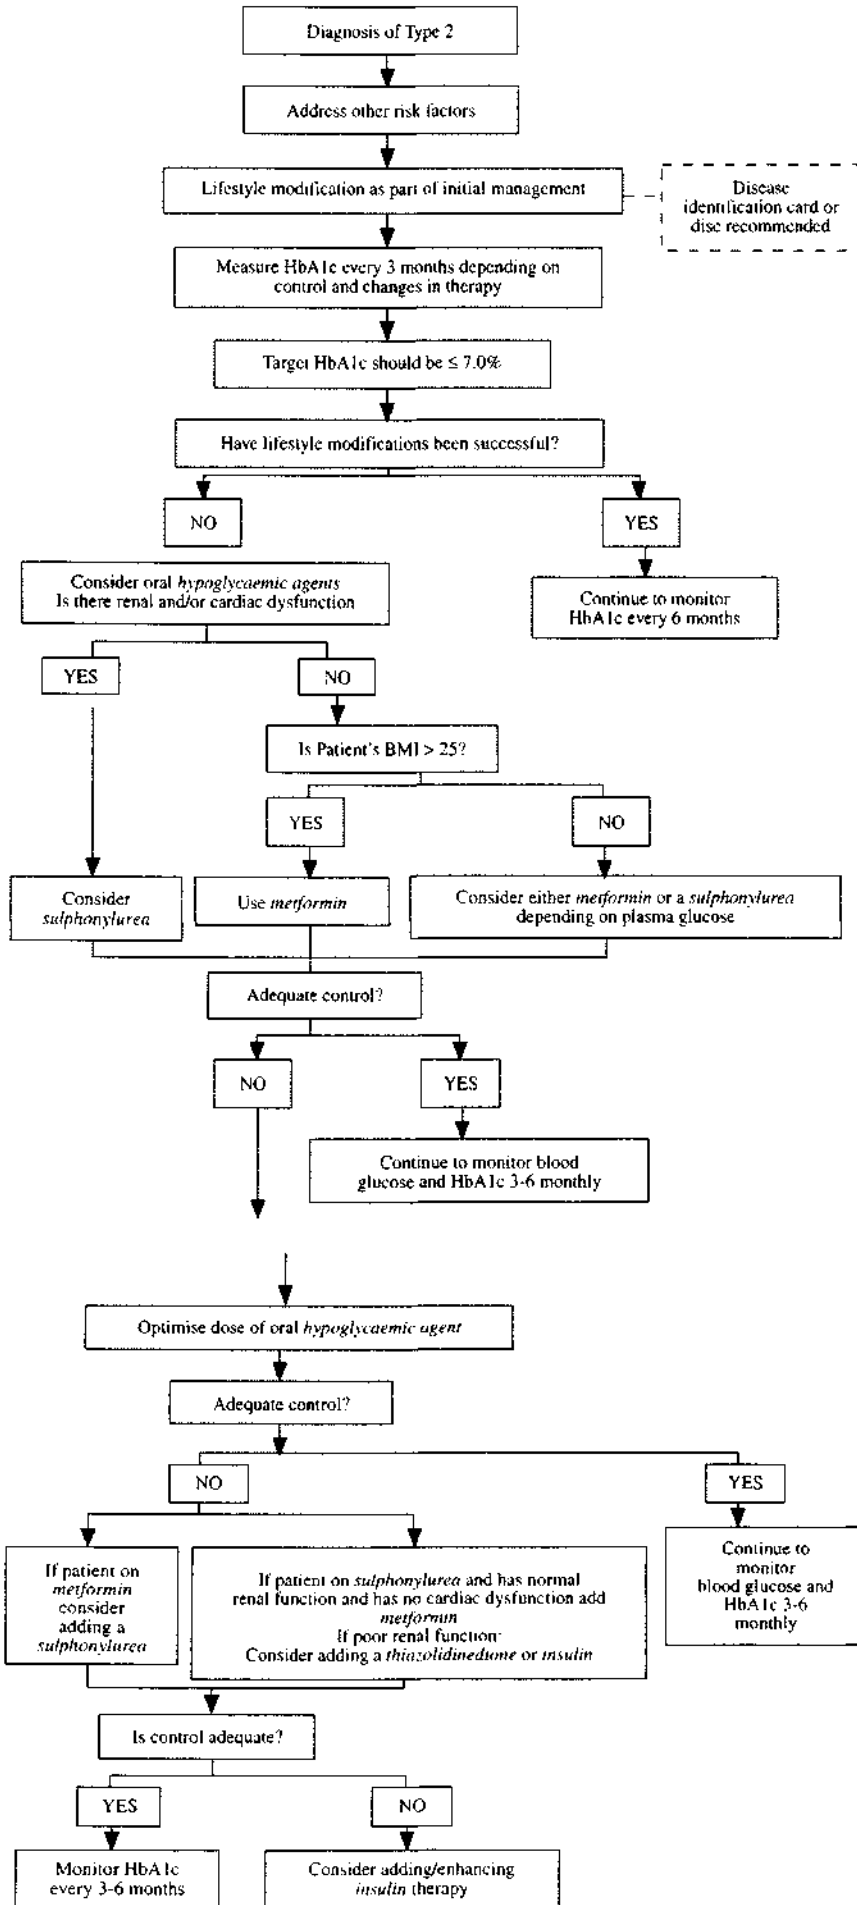 Diagnosis of Type 2
Address other risk factors
Lifestyle modification as part of initial management
Disease
identification card or
disc recommended
Measure HbA1c every 3 months depending on
control and changes in therapy
Target HbA1c should be ≤ 7.0%
Have lifestyle modifications been successful?
NO
YES
Consider oral hypoglycaemic agents
Is there renal and/or cardiac dysfunction
Continue to monitor
HbA1c every 6 months
YES
NO
Is Patient's BMI > 25?
YES
NO
Consider
sulphonylurea
Use metformin
Consider either metformin or a sulphonylurea
depending on plasma glucose
Adequate control?
NO
YES
Continue to monitor blood
glucose and HbA1c 3-6 monthly
Optimise dose of oral hypoglycaemic agent
Adequate control?
NO
YES
If patient on
metformin
consider
adding a
sulphonylurea
If patient on sulphonylurea and has normal
renal function and has no cardiac dysfunction add
metformin
If poor renal function:
Consider adding a thiazolidinedione or insulin
Continue to
monitor
blood glucose and
HbA1c 3-6
monthly
Is control adequate?
YES
NO
Monitor HbA1c
every 3-6 months
Consider adding/enhancing
insulin therapy